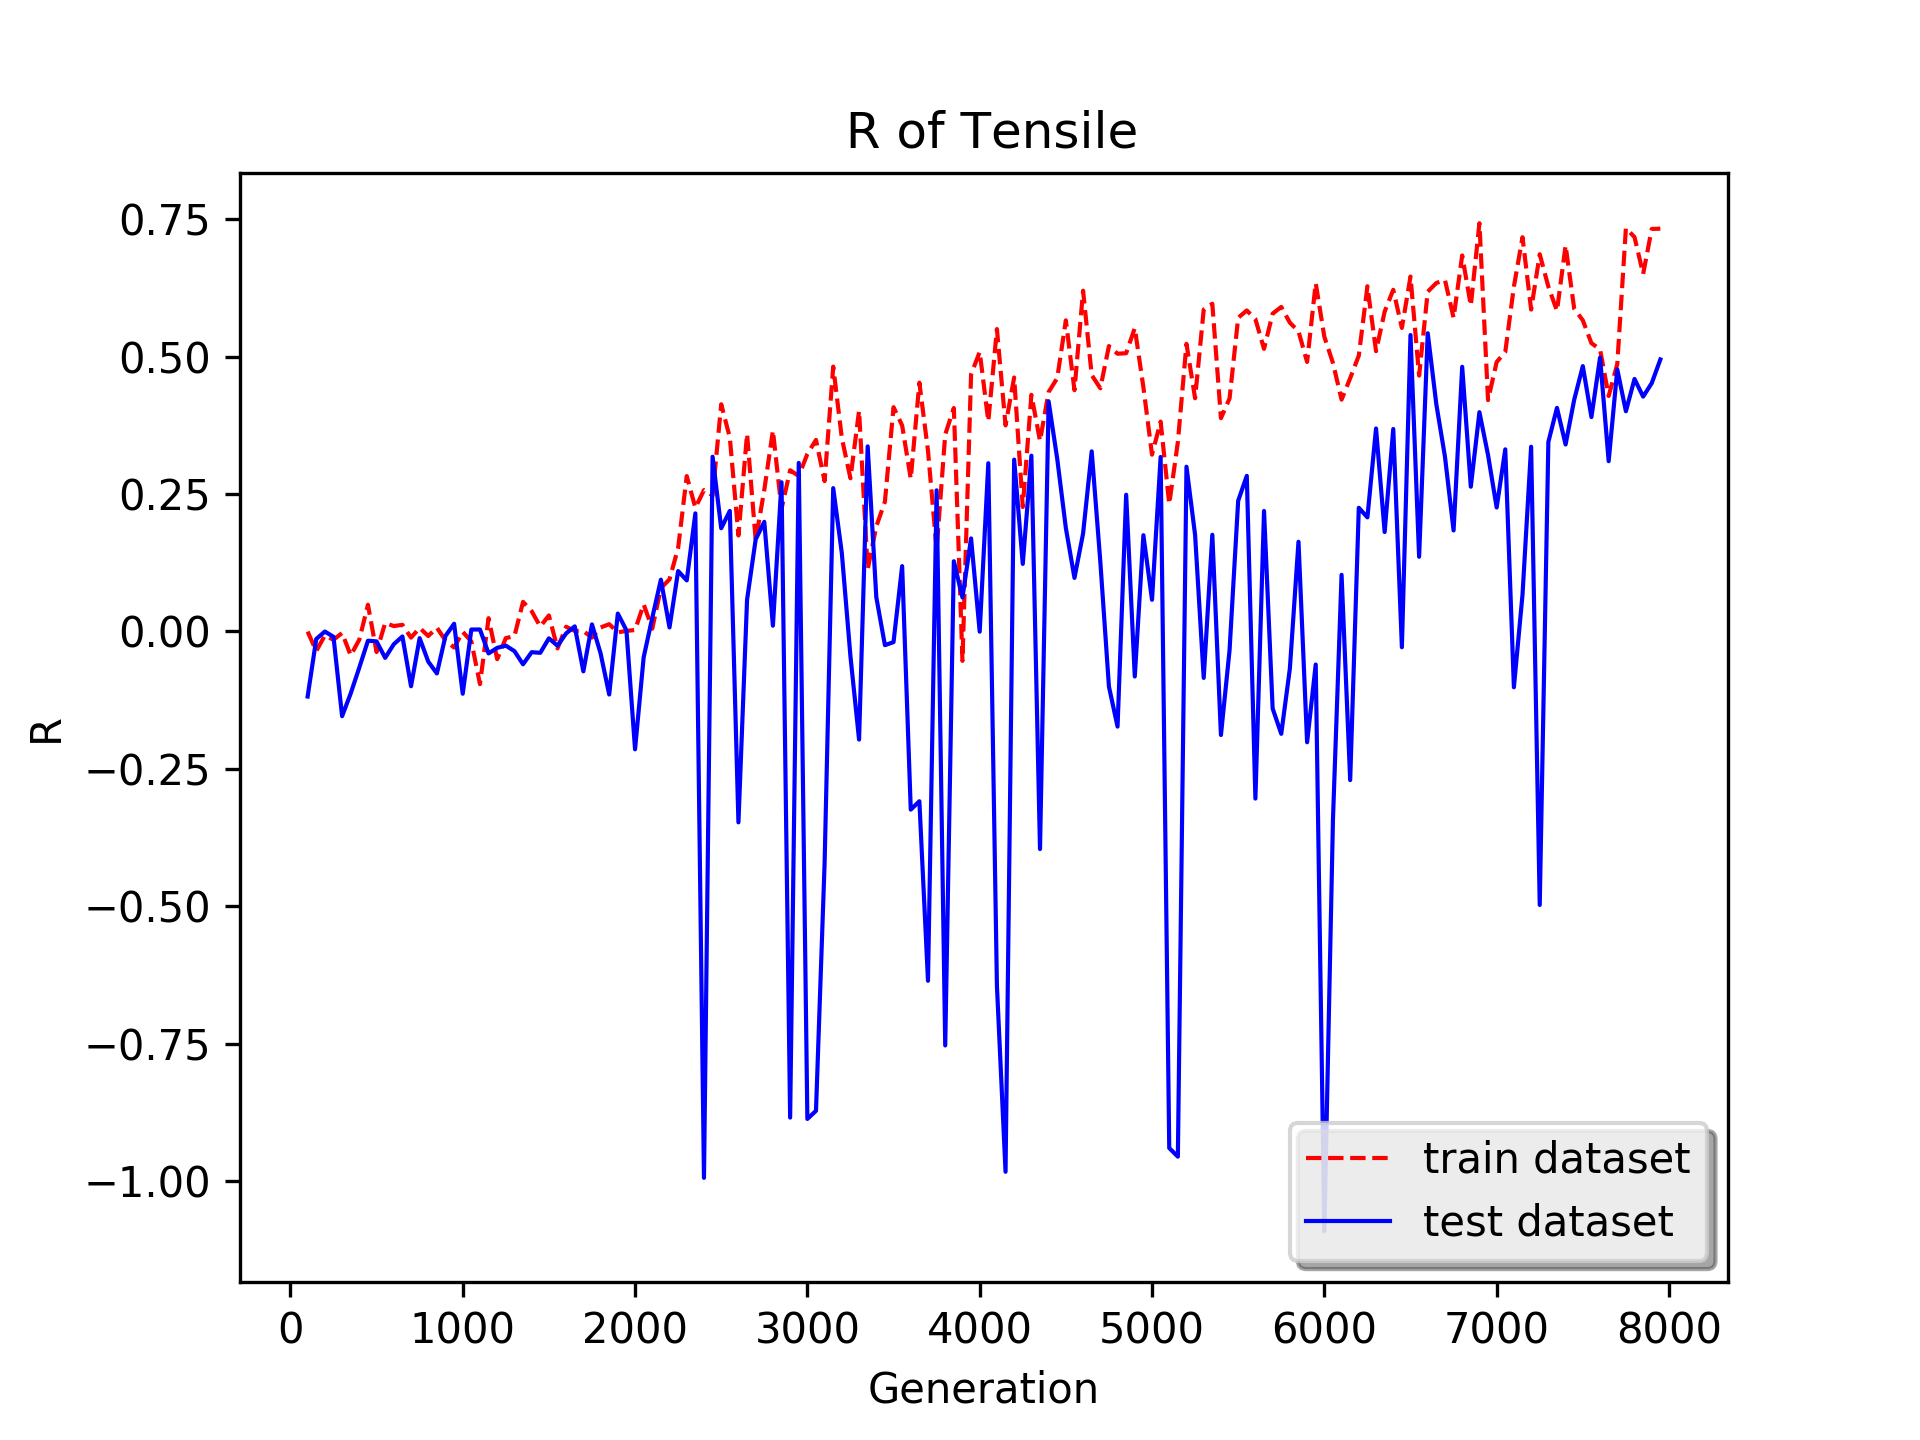 R of Tensile
0.75
0.50
0.25
0.00
−0.25
−0.50
−0.75
−1.00
R
train dataset
test dataset
0 1000 2000 3000 4000 5000 6000 7000 8000
Generation